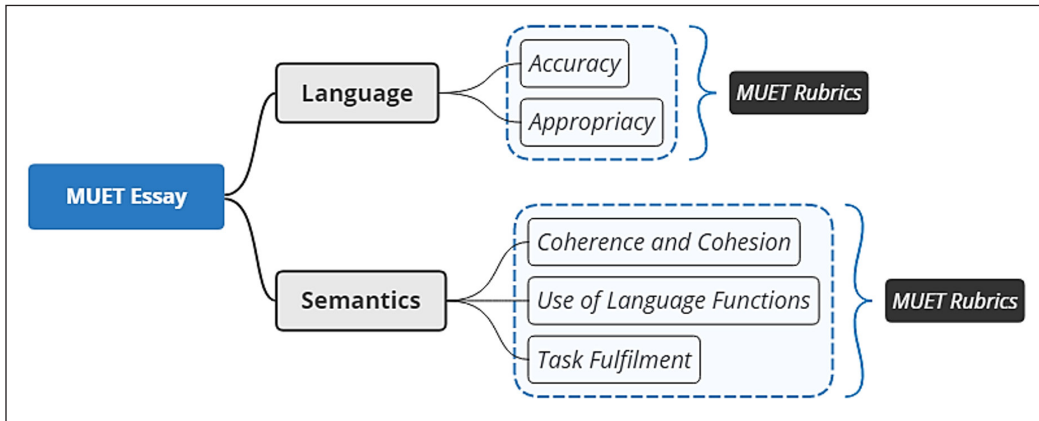 MUET Essay
Language
Accuracy
Appropriacy
MUET Rubrics
Semantics
Coherence and Cohesion
Use of Language Functions
Task Fulfilment
MUET Rubrics